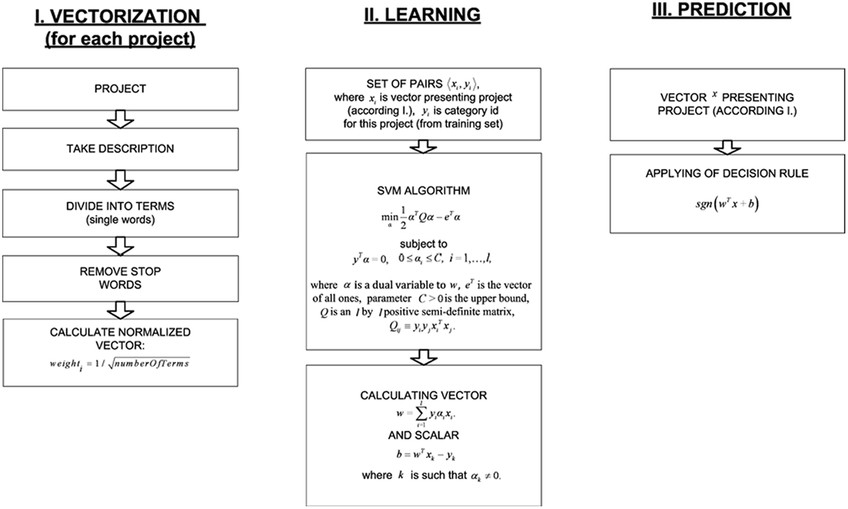 I. VECTORIZATION
(for each project)
PROJECT
TAKE DESCRIPTION
DIVIDE INTO TERMS
(single words)
REMOVE STOP
WORDS
CALCULATE NORMALIZED
VECTOR:
weight_i = 1 / √numberOfTerms
II. LEARNING
SET OF PAIRS ⟨x_i, y_i⟩,
where x_i is vector presenting project
(according I.), y_i is category id
for this project (from training set)
SVM ALGORITHM
min_α 1/2 α^T Qα − e^T α
subject to
y^T α = 0, 0 ≤ α_i ≤ C, i = 1,…,l,
where α is a dual variable to w, e^T is the vector
of all ones, parameter C > 0 is the upper bound,
Q is an l by l positive semi-definite matrix,
Q_ij ≡ y_i y_j x_i^T x_j.
CALCULATING VECTOR
w = ∑_{i=1}^{l} y_i α_i x_i.
AND SCALAR
b = w^T x_k − y_k
where k is such that α_k ≠ 0.
III. PREDICTION
VECTOR x PRESENTING
PROJECT (ACCORDING I.)
APPLYING OF DECISION RULE
sgn(w^T x + b)